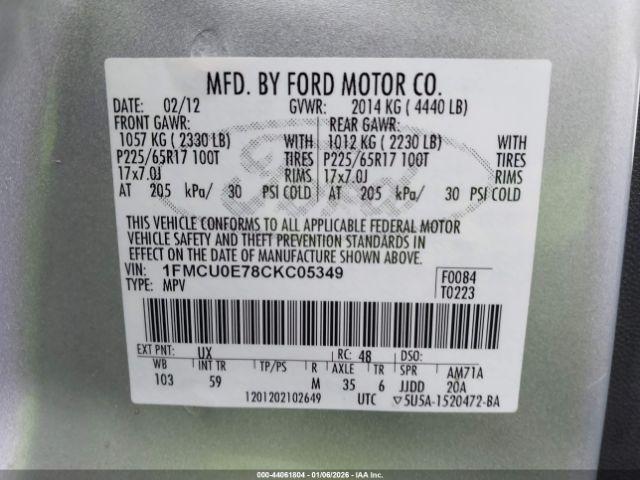 MFD. BY FORD MOTOR CO.
DATE: 02/12 GVWR: 2014 KG ( 4440 LB)
FRONT GAWR: REAR GAWR:
1057 KG ( 2330 LB) 1012 KG ( 2230 LB) WITH
P225/65R17 100T TIRES P225/65R17 100T TIRES
17x7.0J RIMS 17x7.0J RIMS
AT 205 kPa/ 30 PSI COLD AT 205 kPa/ 30 PSI COLD
THIS VEHICLE CONFORMS TO ALL APPLICABLE FEDERAL MOTOR
VEHICLE SAFETY AND THEFT PREVENTION STANDARDS IN
EFFECT ON THE DATE OF MANUFACTURE SHOWN ABOVE.
VIN: 1FMCU0E78CKC05349 F0084
TYPE: MPV T0223
EXT PNT: UX RC: 48 DSO:
WB INT TR TP/PS R AXLE TR SPR AM71A
103 59 M 35 6 JJDD 20A
1201202102649 UTC ▽5U5A-1520472-BA
000-44061804 | 01/06/2026 - IAA Inc. |